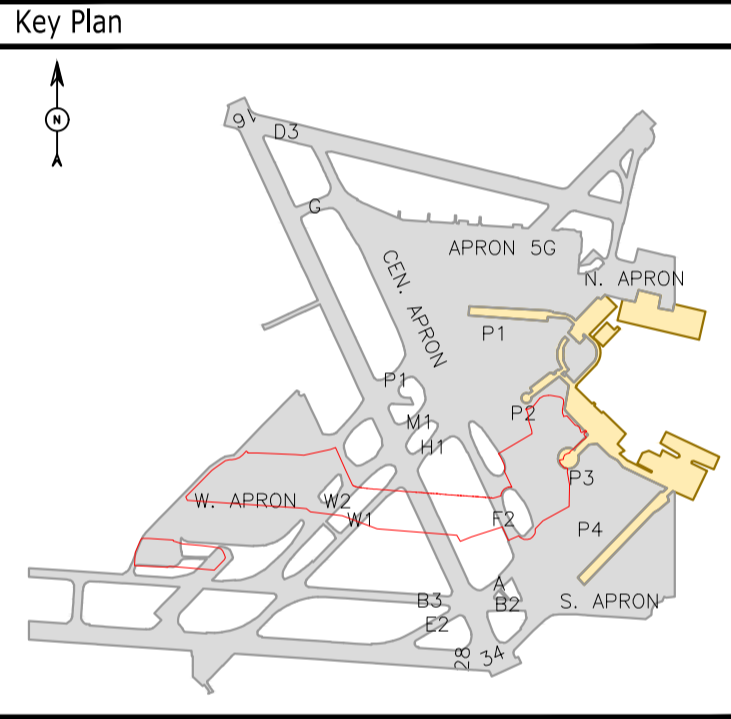 Key Plan
N
16
D3
G
APRON 5G
CEN. APRON
N. APRON
P1
P1
P2
M1
H1
P3
W. APRON
W2
W1
F2
P4
A
B3
B2
S. APRON
E2
28
34